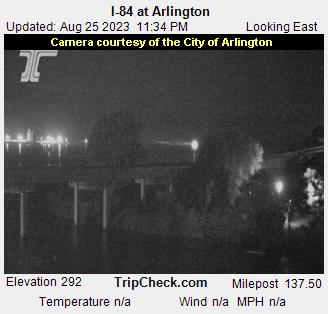 I-84 at Arlington
Updated: Aug 25 2023 11:34 PM Looking East
Camera courtesy of the City of Arlington
Elevation 292 TripCheck.com Milepost 137.50
Temperature n/a Wind n/a MPH n/a